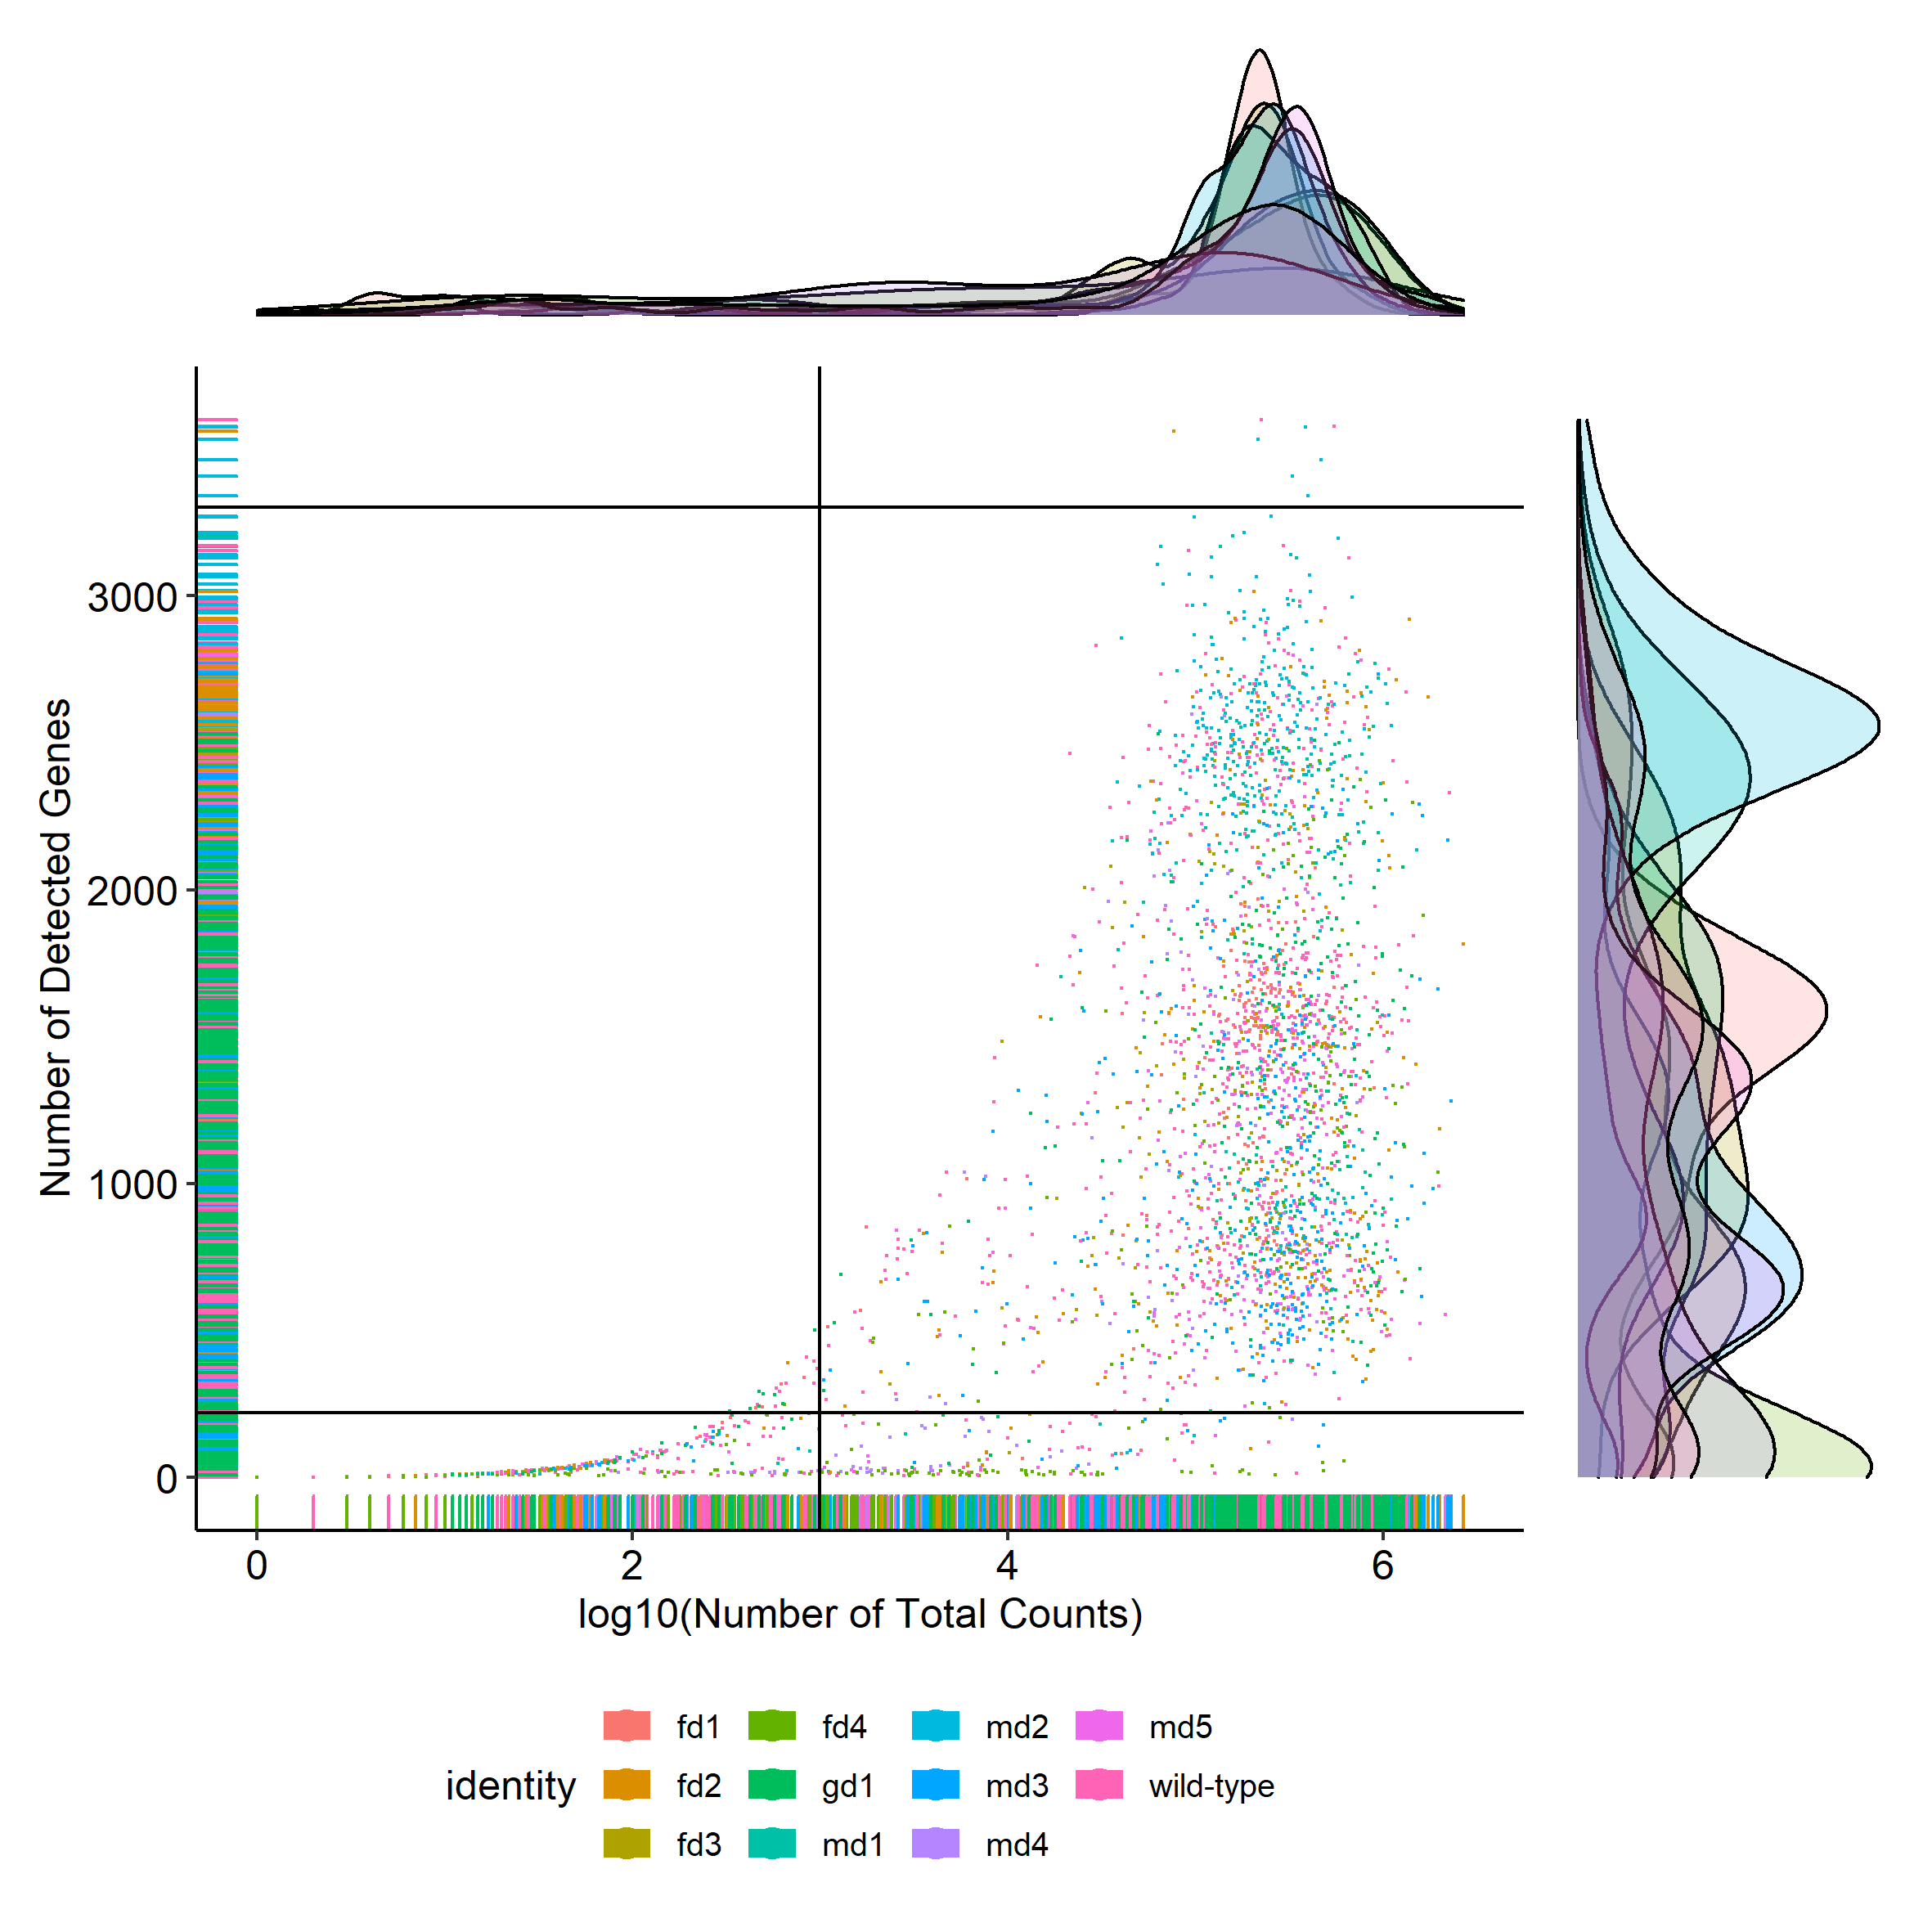 3000
2000
1000
0
Number of Detected Genes
0 2 4 6
log10(Number of Total Counts)
identity
fd1 fd4 md2 md5
fd2 gd1 md3 wild-type
fd3 md1 md4